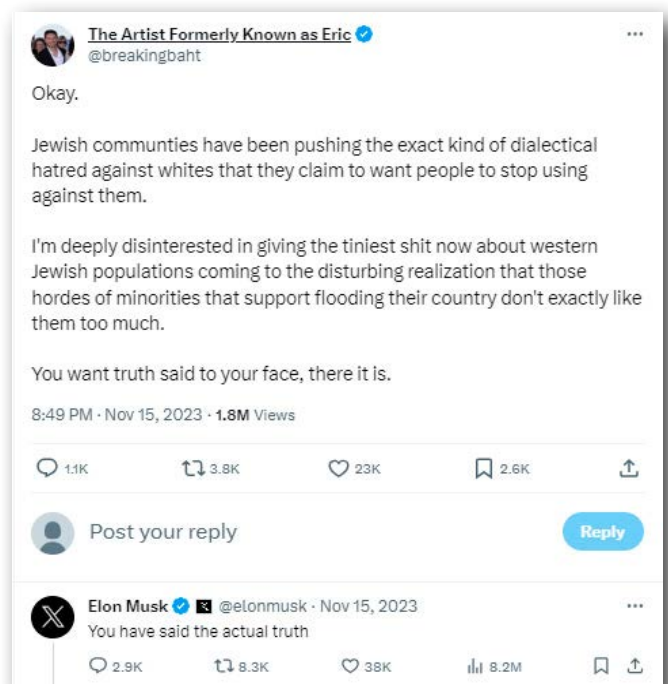 The Artist Formerly Known as Eric
@breakingbaht
Okay.
Jewish communties have been pushing the exact kind of dialectical
hatred against whites that they claim to want people to stop using
against them.
I'm deeply disinterested in giving the tiniest shit now about western
Jewish populations coming to the disturbing realization that those
hordes of minorities that support flooding their country don't exactly like
them too much.
You want truth said to your face, there it is.
8:49 PM · Nov 15, 2023 · 1.8M Views
1.1K 3.8K 23K 2.6K
Post your reply Reply
Elon Musk @elonmusk · Nov 15, 2023
You have said the actual truth
2.9K 8.3K 38K 8.2M